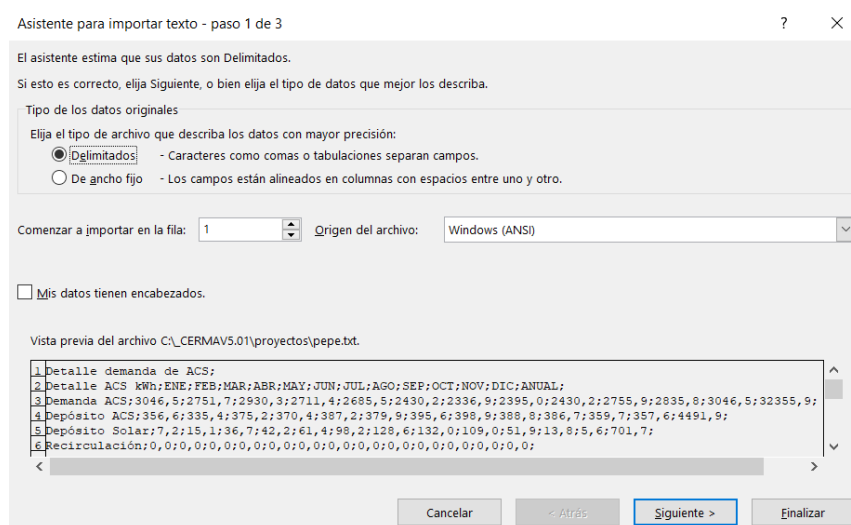 Asistente para importar texto - paso 1 de 3
?
El asistente estima que sus datos son Delimitados.
Si esto es correcto, elija Siguiente, o bien elija el tipo de datos que mejor los describa.
Tipo de los datos originales
Elija el tipo de archivo que describa los datos con mayor precisión:
Delimitados - Caracteres como comas o tabulaciones separan campos.
De ancho fijo - Los campos están alineados en columnas con espacios entre uno y otro.
Comenzar a importar en la fila: 1 Origen del archivo: Windows (ANSI)
Mis datos tienen encabezados.
Vista previa del archivo C:\_CERMAV5.01\proyectos\pepe.txt.
1 Detalle demanda de ACS;
2 Detalle ACS kWh;ENE;FEB;MAR;ABR;MAY;JUN;JUL;AGO;SEP;OCT;NOV;DIC;ANUAL;
3 Demanda ACS;3046,5;2751,7;2930,3;2711,4;2685,5;2430,2;2336,9;2395,0;2430,2;2755,9;2835,8;3046,5;32355,9;
4 Depósito ACS;356,6;335,4;375,2;370,4;387,2;379,9;395,6;398,9;388,8;386,7;359,7;357,6;4491,9;
5 Depósito Solar;7,2;15,1;36,7;42,2;61,4;98,2;128,6;132,0;109,0;51,9;13,8;5,6;701,7;
6 Recirculación;0,0;0,0;0,0;0,0;0,0;0,0;0,0;0,0;0,0;0,0;0,0;0,0;0,0;
Cancelar < Atrás Siguiente > Finalizar